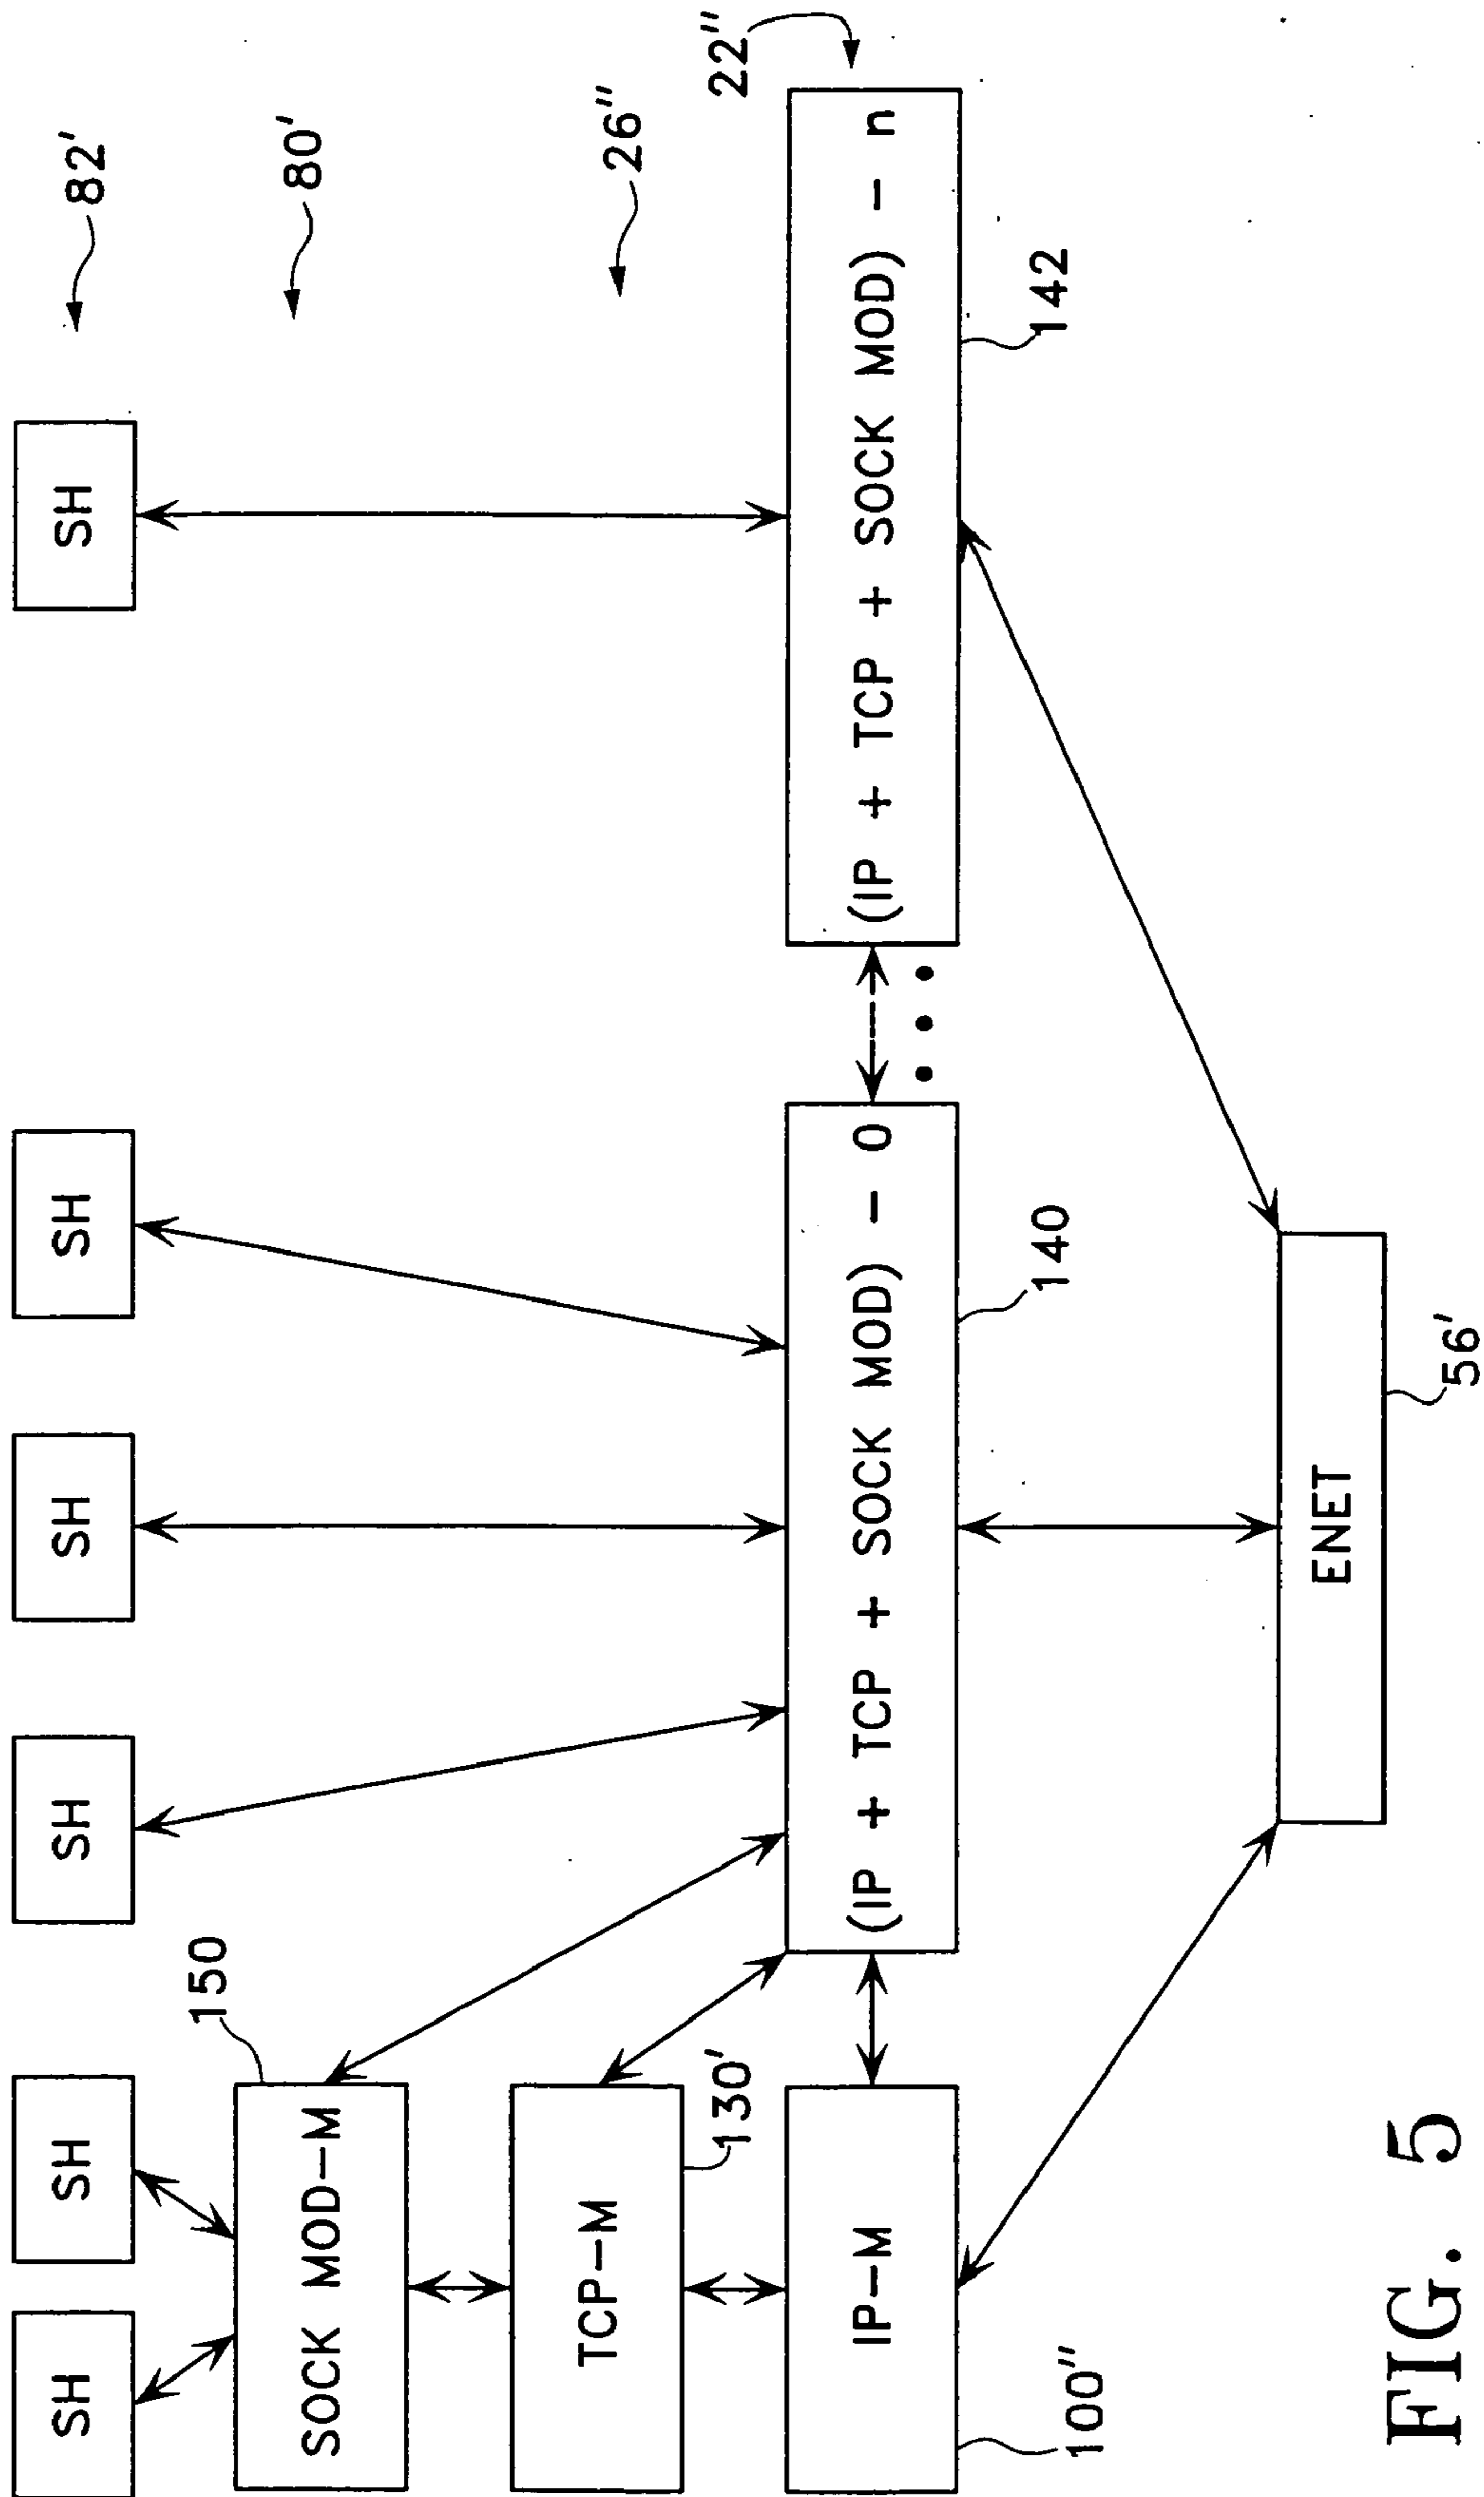 SH
SH
SH
SH
SH
SH
82'
80'
26"
22"
150
SOCK MOD-M
TCP-M
130'
IP-M
100"
(IP + TCP + SOCK MOD) - 0
140
(IP + TCP + SOCK MOD) - n
142
ENET
56'
FIG. 5